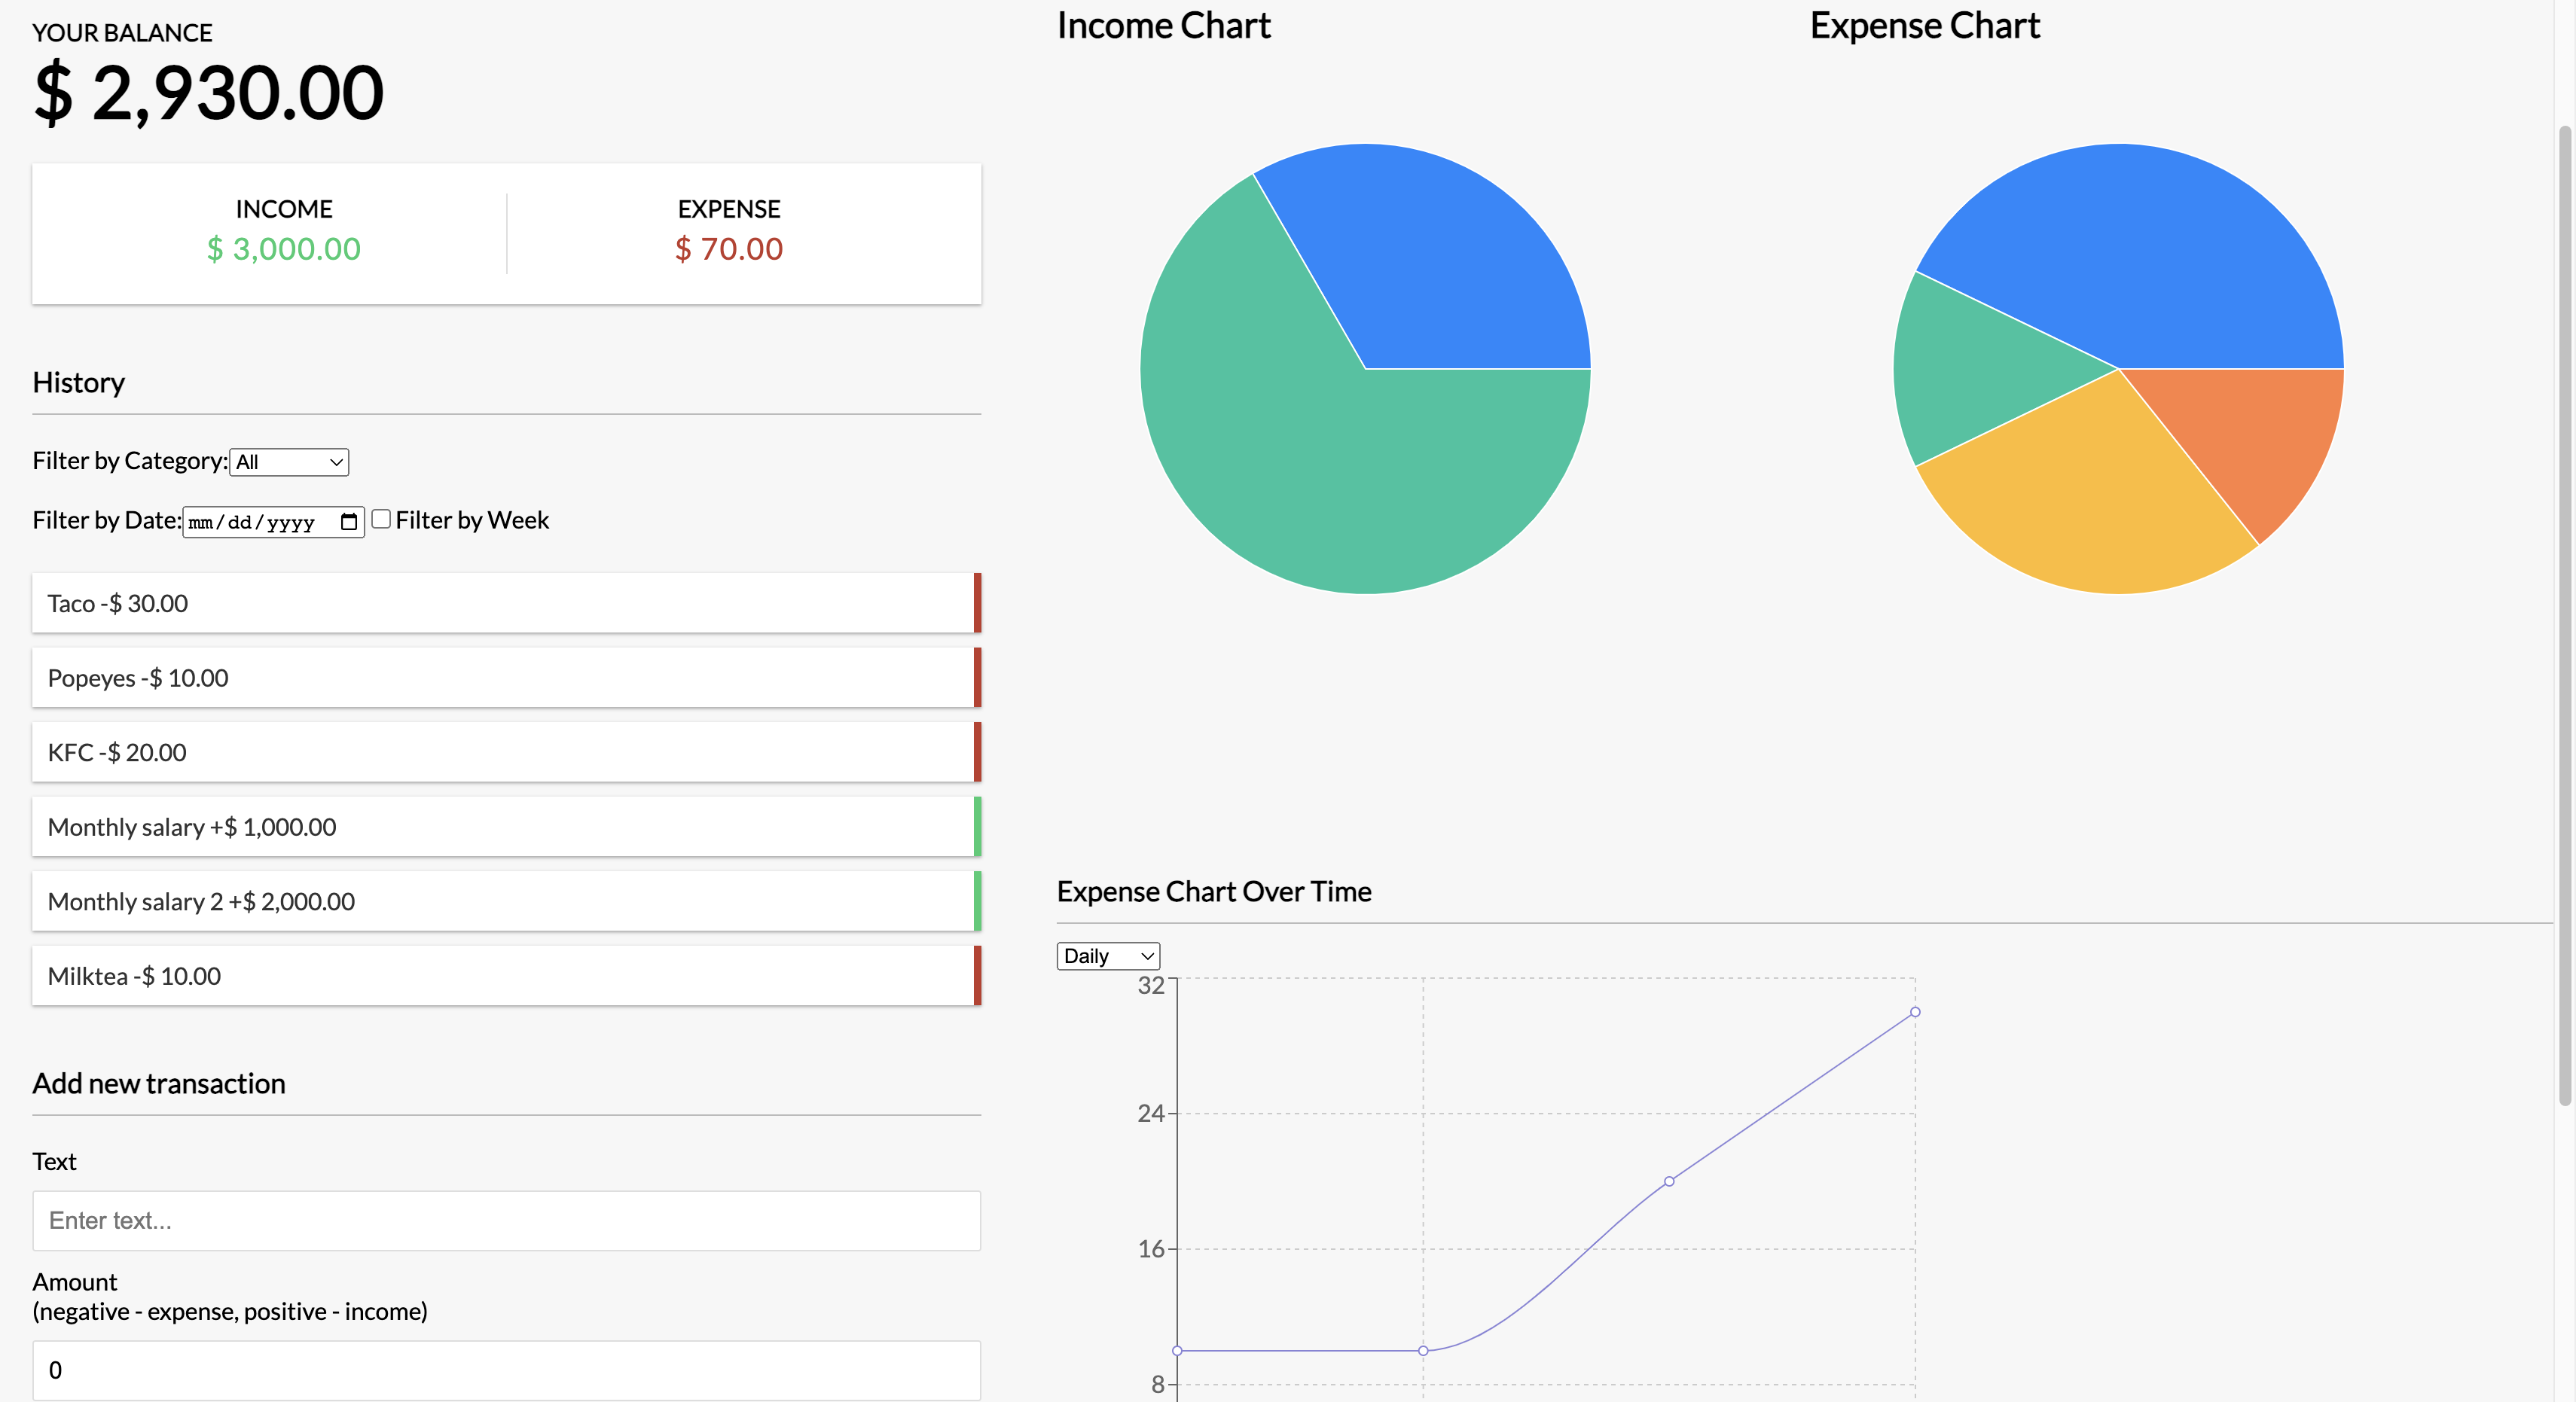 YOUR BALANCE
$ 2,930.00
INCOME
$ 3,000.00
EXPENSE
$ 70.00
History
Filter by Category: All
Filter by Date: mm/dd/yyyy Filter by Week
Taco -$ 30.00
Popeyes -$ 10.00
KFC -$ 20.00
Monthly salary +$ 1,000.00
Monthly salary 2 +$ 2,000.00
Milktea -$ 10.00
Add new transaction
Text
Enter text...
Amount
(negative - expense, positive - income)
0
Income Chart
Expense Chart
Expense Chart Over Time
Daily
32
24
16
8